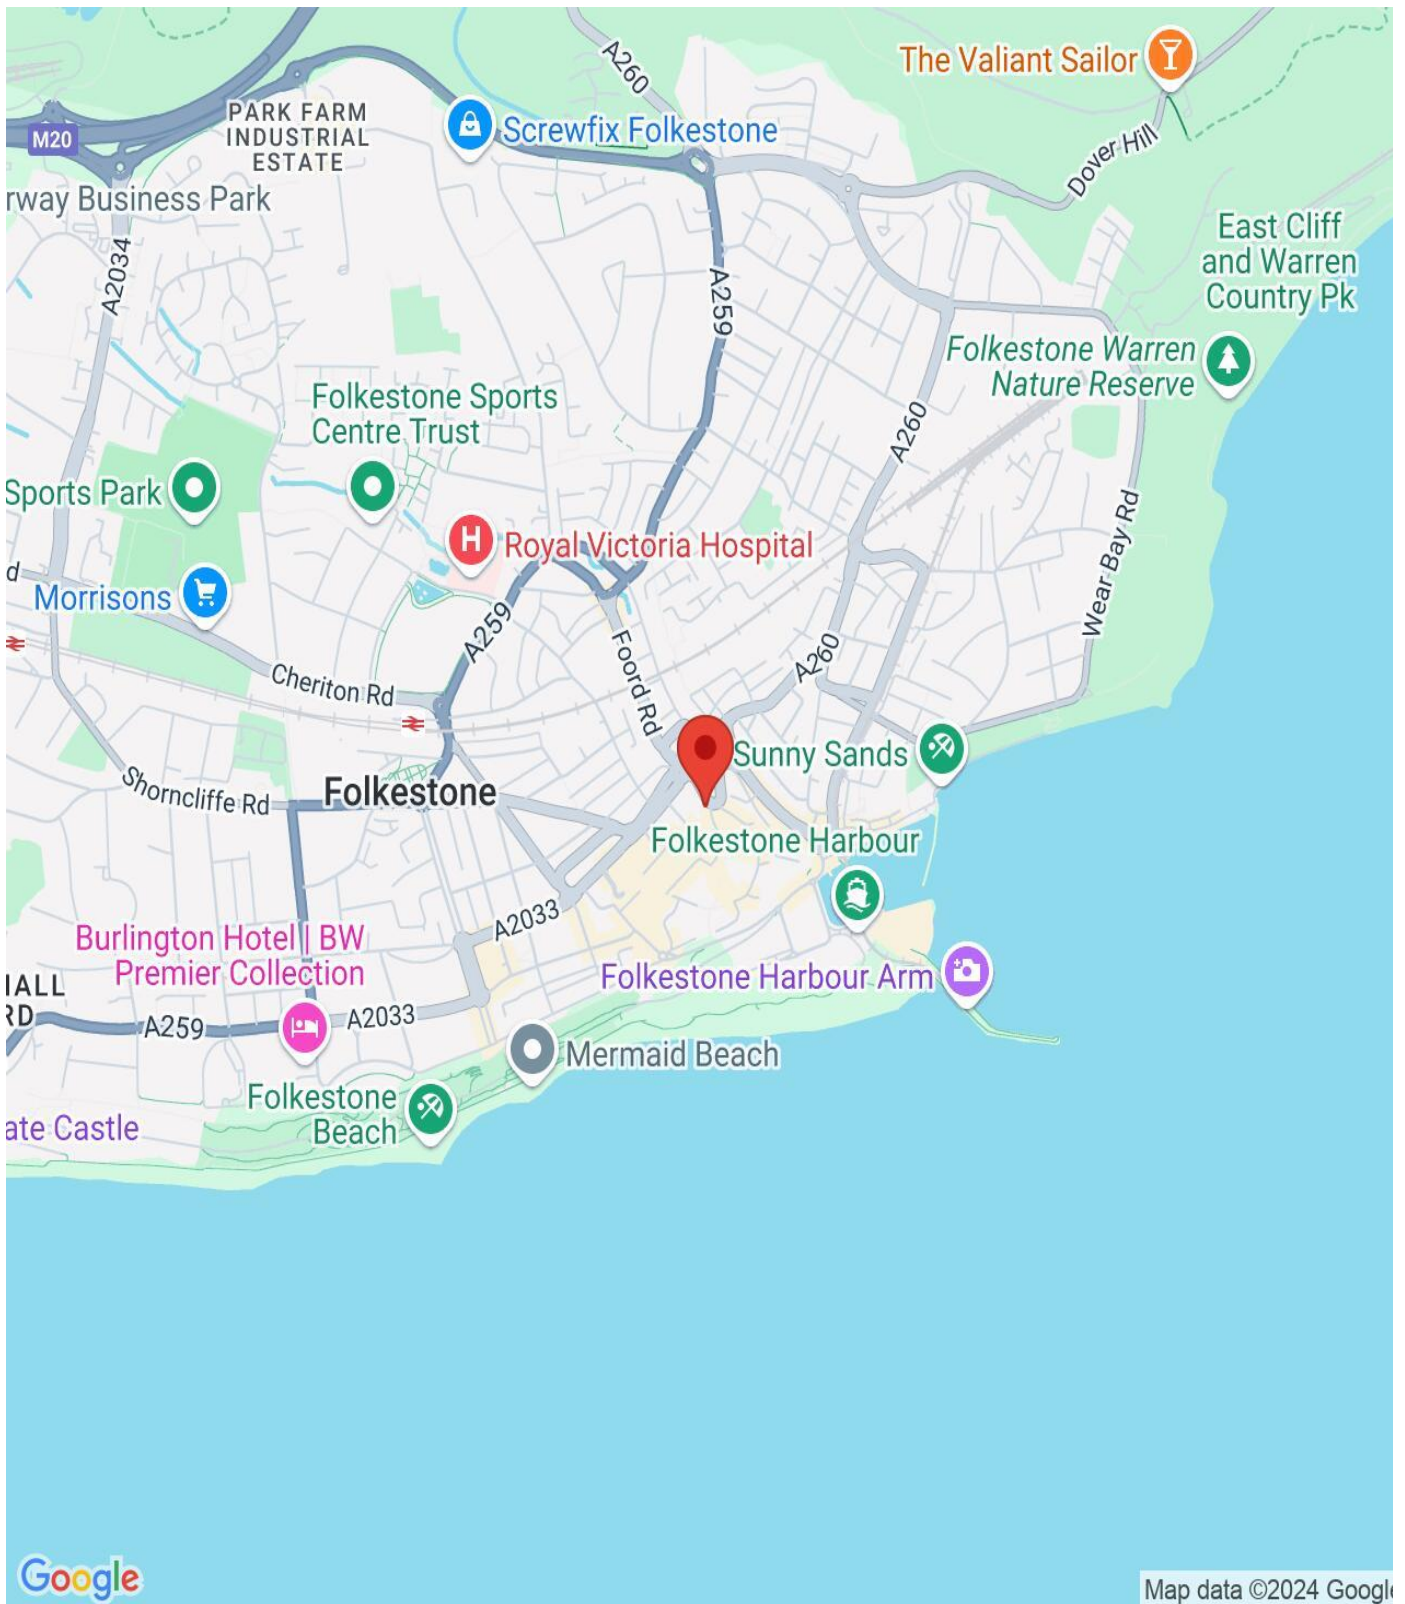 The Valiant Sailor
A260
PARK FARM
INDUSTRIAL
ESTATE
M20
Screwfix Folkestone
Dover Hill
rway Business Park
A2034
East Cliff
and Warren
Country Pk
A259
Folkestone Warren
Nature Reserve
Folkestone Sports
Centre Trust
A260
Sports Park
Wear Bay Rd
H
Royal Victoria Hospital
d
Morrisons
A259
Foord Rd
A260
Cheriton Rd
Sunny Sands
Shorncliffe Rd
Folkestone
Folkestone Harbour
A2033
Burlington Hotel | BW
Premier Collection
Folkestone Harbour Arm
HALL
RD
A259
A2033
Mermaid Beach
Folkestone
Beach
ate Castle
Google
Map data ©2024 Google